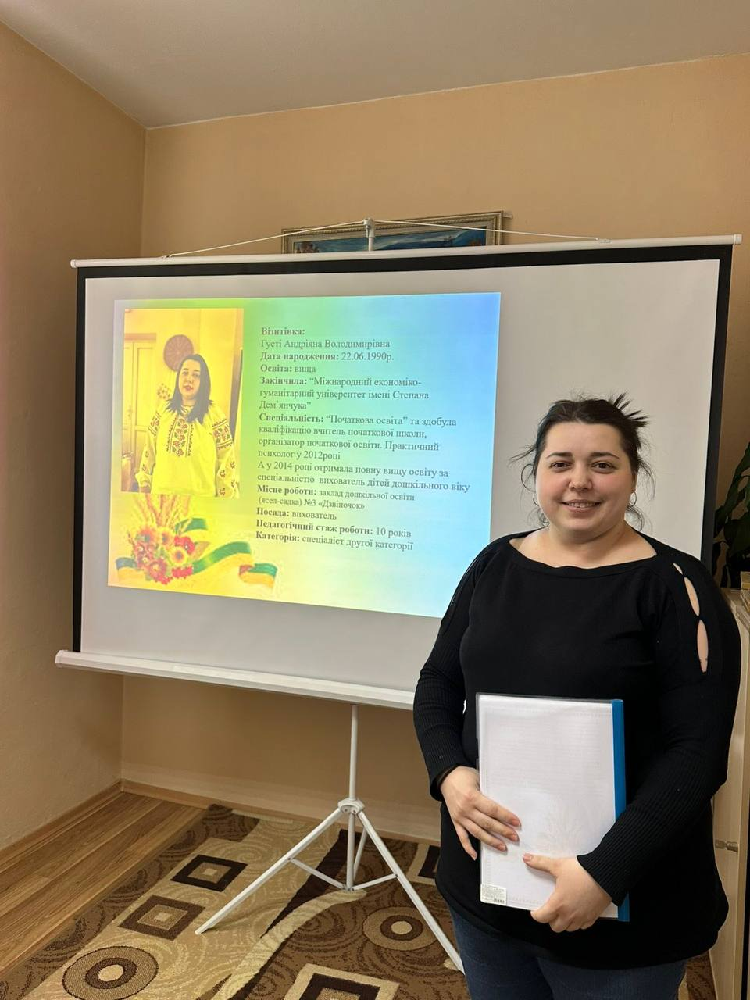 Візитівка:
Густі Андріяна Володимирівна
Дата народження: 22.06.1990р.
Освіта: вища
Закінчила: “Міжнародний економіко-
гуманітарний університет імені Степана
Дем`янчука”
Спеціальність: “Початкова освіта” та здобула
кваліфікацію вчитель початкової школи,
організатор початкової освіти. Практичний
психолог у 2012році
А у 2014 році отримала повну вищу освіту за
спеціальністю вихователь дітей дошкільного віку
Місце роботи: заклад дошкільної освіти
(ясел-садка) №3 «Дзвіночок»
Посада: вихователь
Педагогічний стаж роботи: 10 років
Категорія: спеціаліст другої категорії